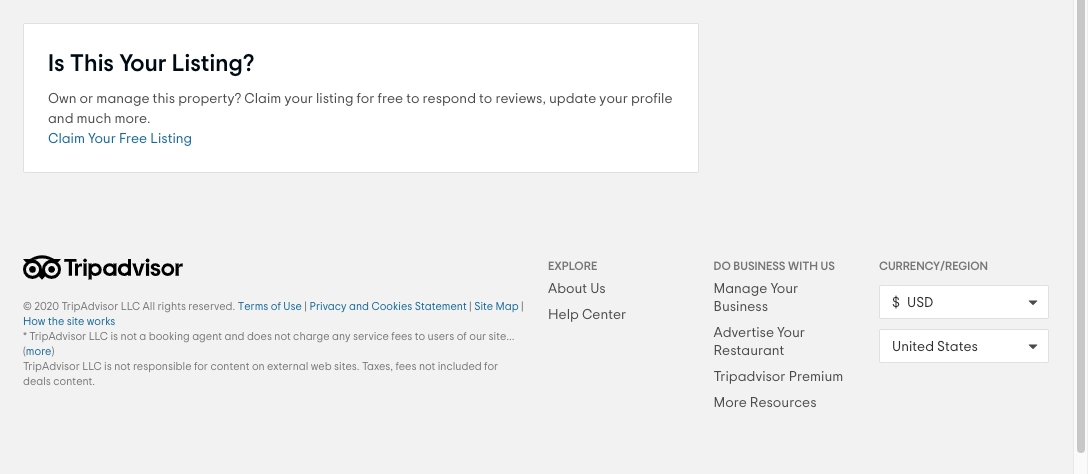 Is This Your Listing?
Own or manage this property? Claim your listing for free to respond to reviews, update your profile
and much more.
Claim Your Free Listing
Tripadvisor
© 2020 TripAdvisor LLC All rights reserved. Terms of Use | Privacy and Cookies Statement | Site Map |
How the site works
* TripAdvisor LLC is not a booking agent and does not charge any service fees to users of our site...
(more)
TripAdvisor LLC is not responsible for content on external web sites. Taxes, fees not included for
deals content.
EXPLORE
About Us
Help Center
DO BUSINESS WITH US
Manage Your
Business
Advertise Your
Restaurant
Tripadvisor Premium
More Resources
CURRENCY/REGION
$ USD
United States